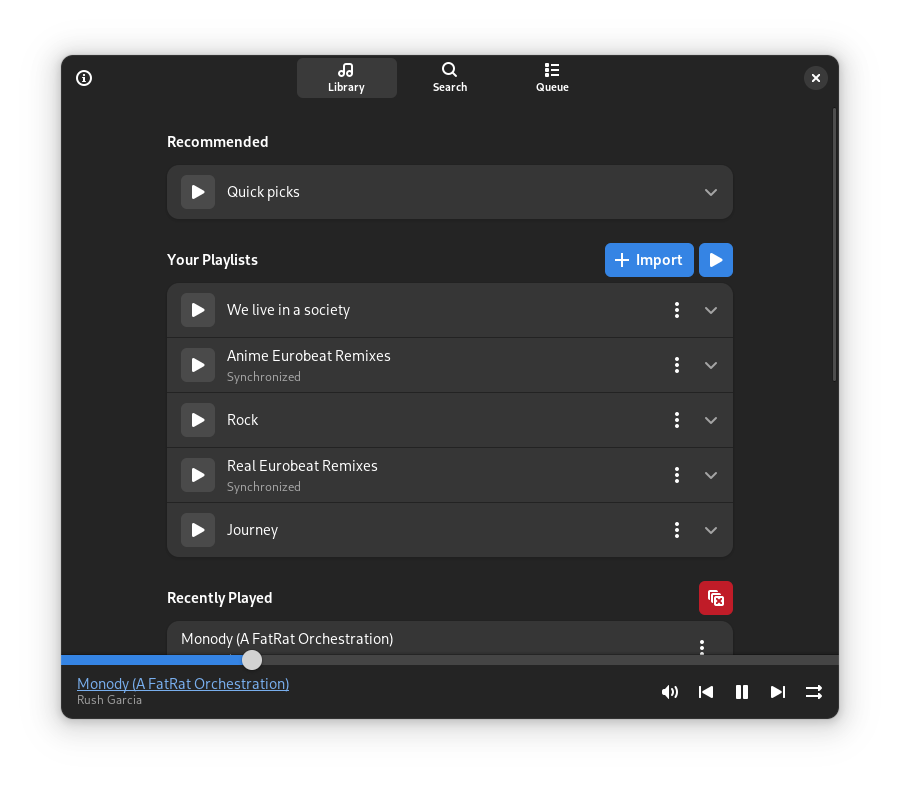 Library
Search
Queue
Recommended
Quick picks
Your Playlists
Import
We live in a society
Anime Eurobeat Remixes
Synchronized
Rock
Real Eurobeat Remixes
Synchronized
Journey
Recently Played
Monody (A FatRat Orchestration)
Monody (A FatRat Orchestration)
Rush Garcia